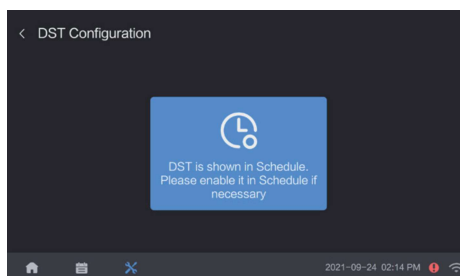 < DST Configuration
DST is shown in Schedule.
Please enable it in Schedule if
necessary
2021-09-24 02:14 PM